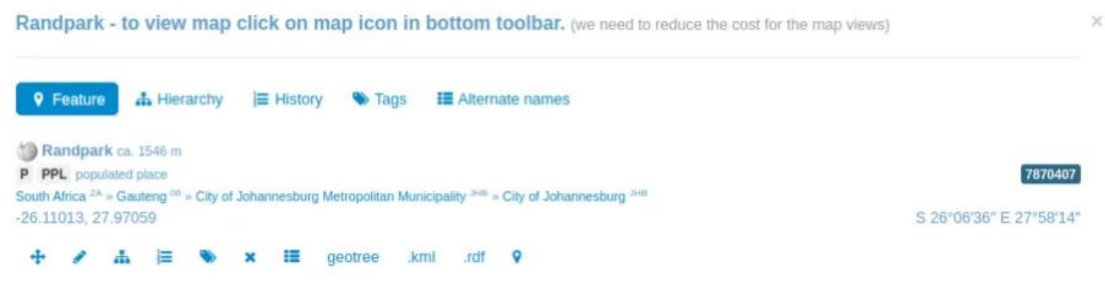 Randpark - to view map click on map icon in bottom toolbar. (we need to reduce the cost for the map views) ×
Feature Hierarchy History Tags Alternate names
Randpark ca. 1546 m
P PPL populated place 7870407
South Africa ZA » Gauteng » City of Johannesburg Metropolitan Municipality JHB » City of Johannesburg JHB
-26.11013, 27.97059 S 26°06'36" E 27°58'14"
geotree .kml .rdf